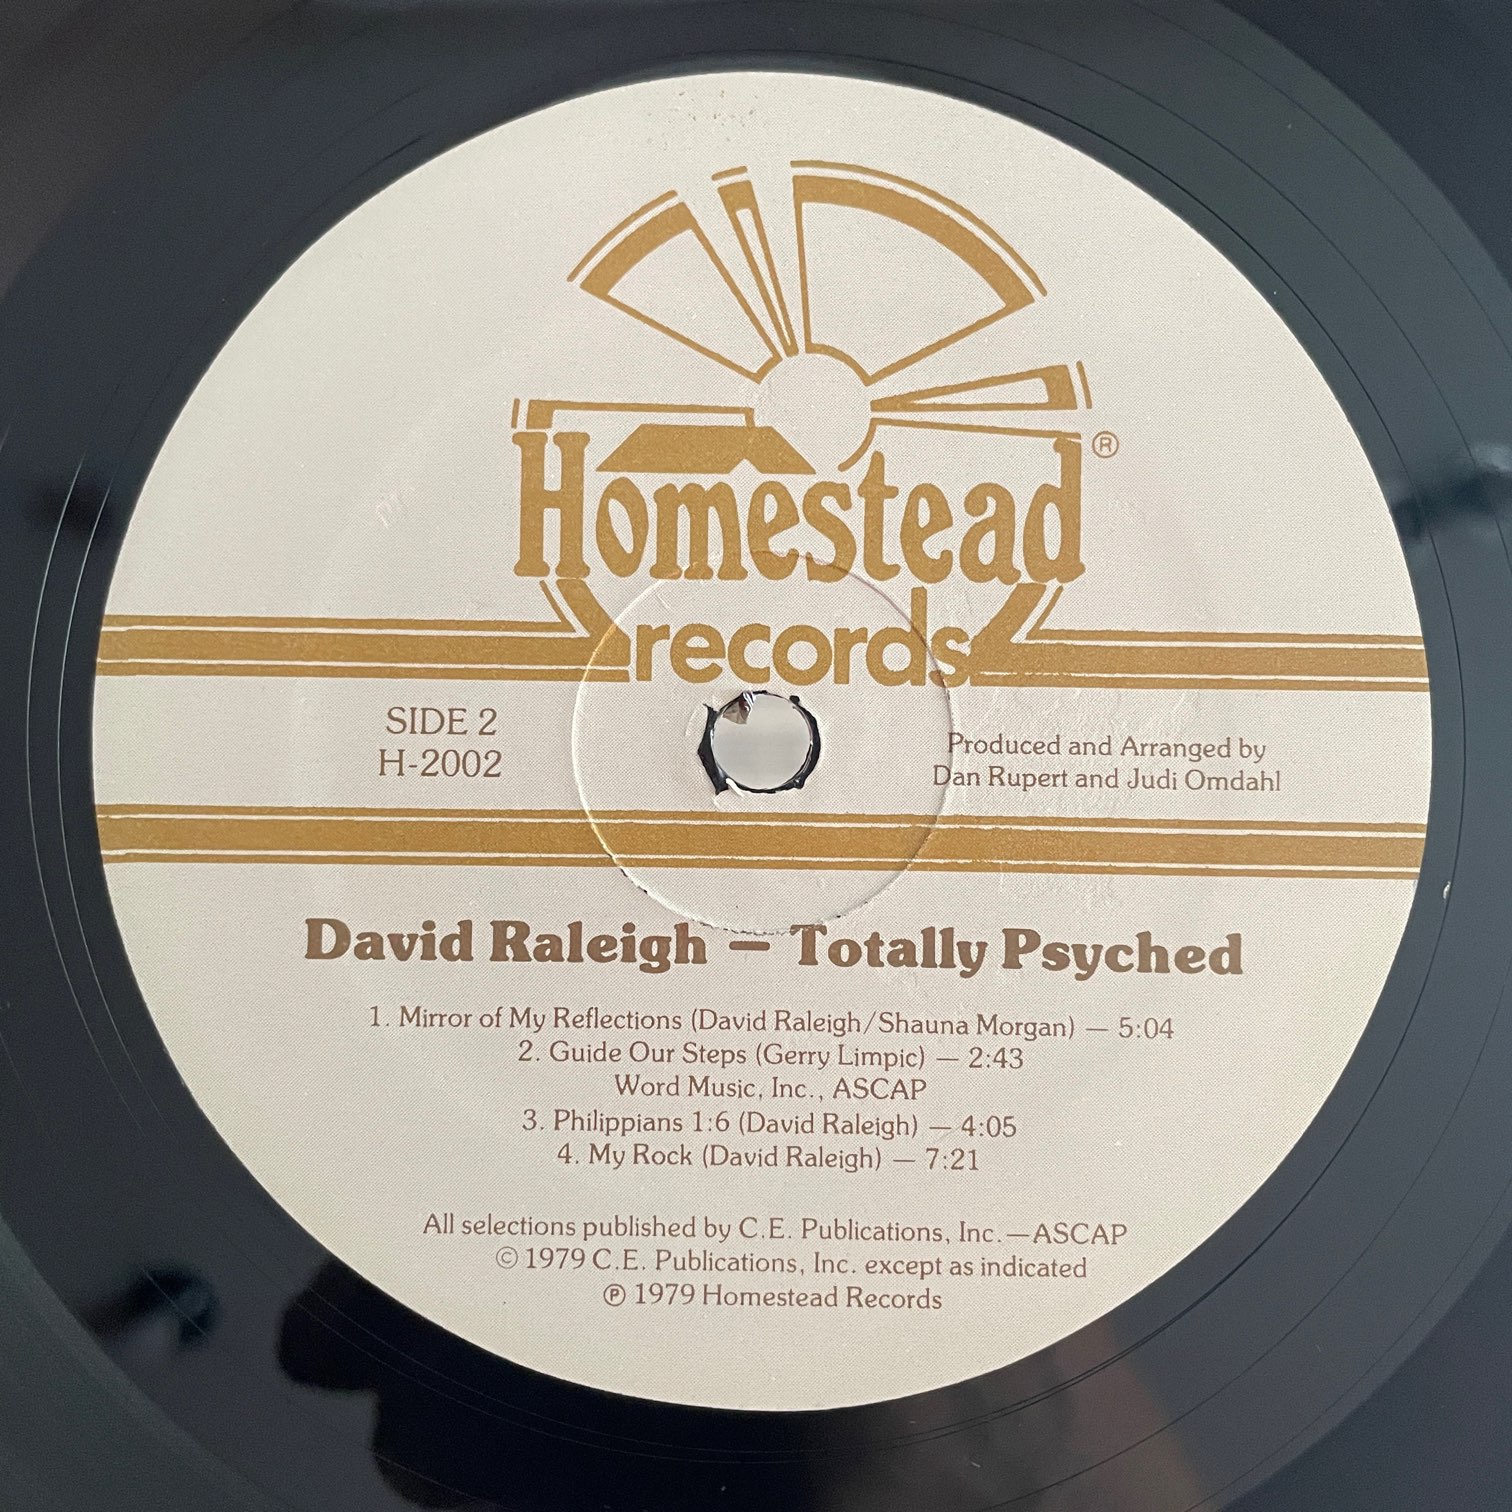 Homestead ®
records
SIDE 2
H-2002
Produced and Arranged by
Dan Rupert and Judi Omdahl
David Raleigh — Totally Psyched
1. Mirror of My Reflections (David Raleigh/Shauna Morgan) — 5:04
2. Guide Our Steps (Gerry Limpic) — 2:43
Word Music, Inc., ASCAP
3. Philippians 1:6 (David Raleigh) — 4:05
4. My Rock (David Raleigh) — 7:21
All selections published by C.E. Publications, Inc.—ASCAP
© 1979 C.E. Publications, Inc. except as indicated
℗ 1979 Homestead Records